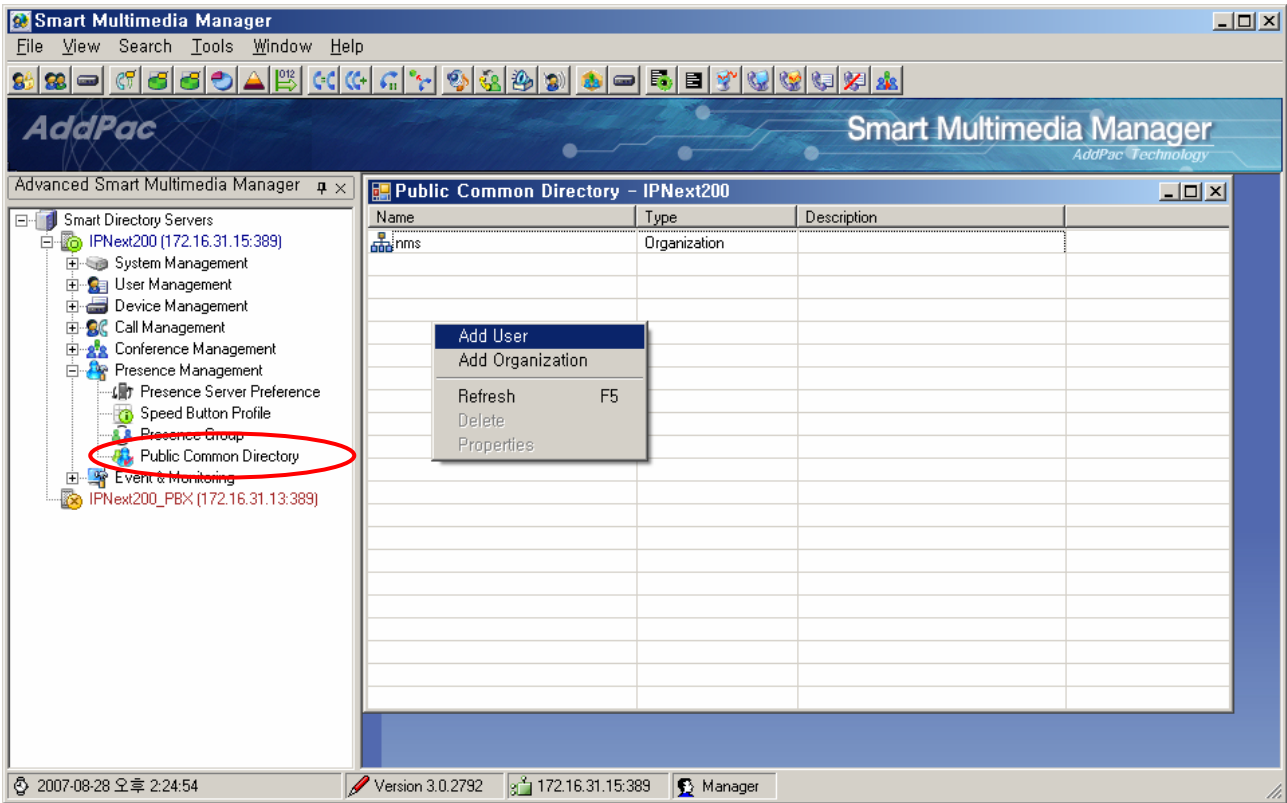 Smart Multimedia Manager
File View Search Tools Window Help
012
AddPac
Smart Multimedia Manager
AddPac Technology
Advanced Smart Multimedia Manager
Smart Directory Servers
IPNext200 (172.16.31.15:389)
System Management
User Management
Device Management
Call Management
Conference Management
Presence Management
Presence Server Preference
Speed Button Profile
Presence Group
Public Common Directory
Event & Monitoring
IPNext200_PBX (172.16.31.13:389)
Public Common Directory - IPNext200
Name Type Description
nms Organization
Add User
Add Organization
Refresh F5
Delete
Properties
2007-08-28 오후 2:24:54 Version 3.0.2792 172.16.31.15:389 Manager